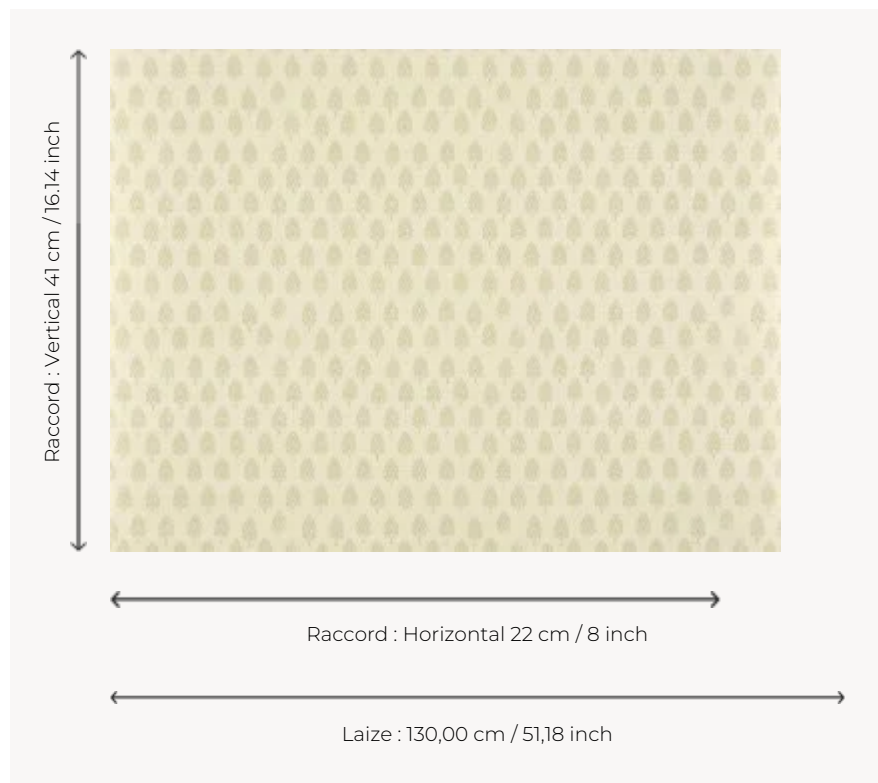 Raccord : Vertical 41 cm / 16.14 inch
Raccord : Horizontal 22 cm / 8 inch
Laize : 130,00 cm / 51,18 inch